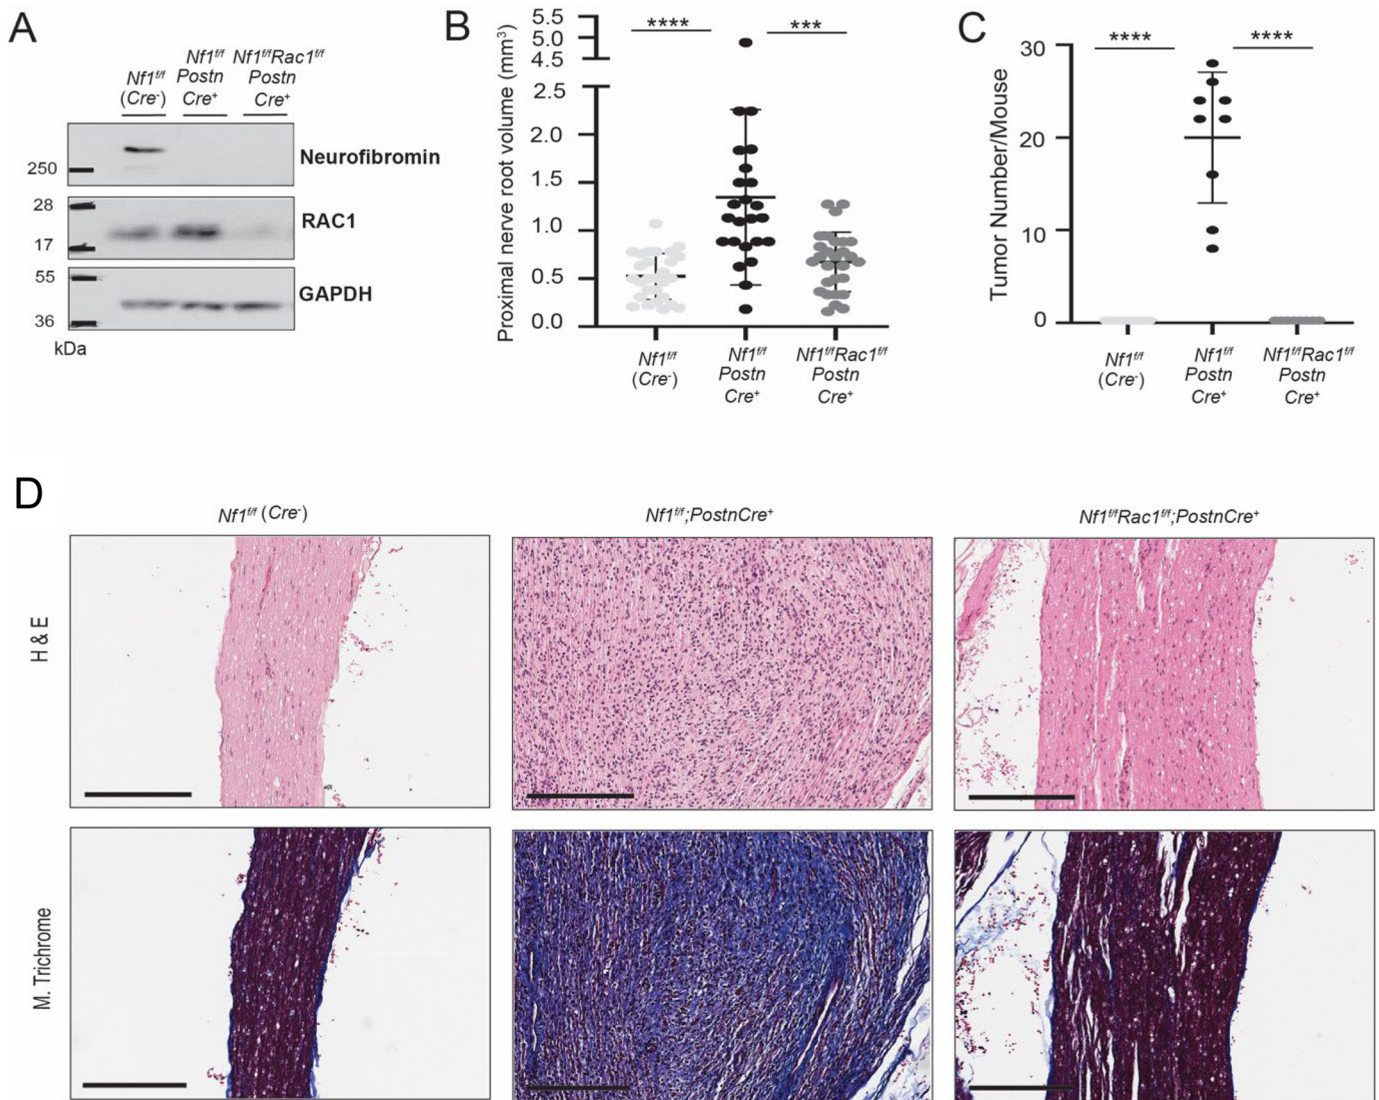 A
Nf1f/f
(Cre-)
Nf1f/f
Postn
Cre+
Nf1f/fRac1f/f
Postn
Cre+
250
Neurofibromin
28
17
RAC1
55
36
GAPDH
kDa
B
Proximal nerve root volume (mm3)
5.5
5.0
4.5
2.5
2.0
1.5
1.0
0.5
0.0
****
***
Nf1f/f
(Cre-)
Nf1f/f
Postn
Cre+
Nf1f/fRac1f/f
Postn
Cre+
C
Tumor Number/Mouse
30
20
10
0
****
****
Nf1f/f
(Cre-)
Nf1f/f
Postn
Cre+
Nf1f/fRac1f/f
Postn
Cre+
D
Nf1f/f (Cre-)
Nf1f/f;PostnCre+
Nf1f/fRac1f/f;PostnCre+
H & E
M. Trichrome